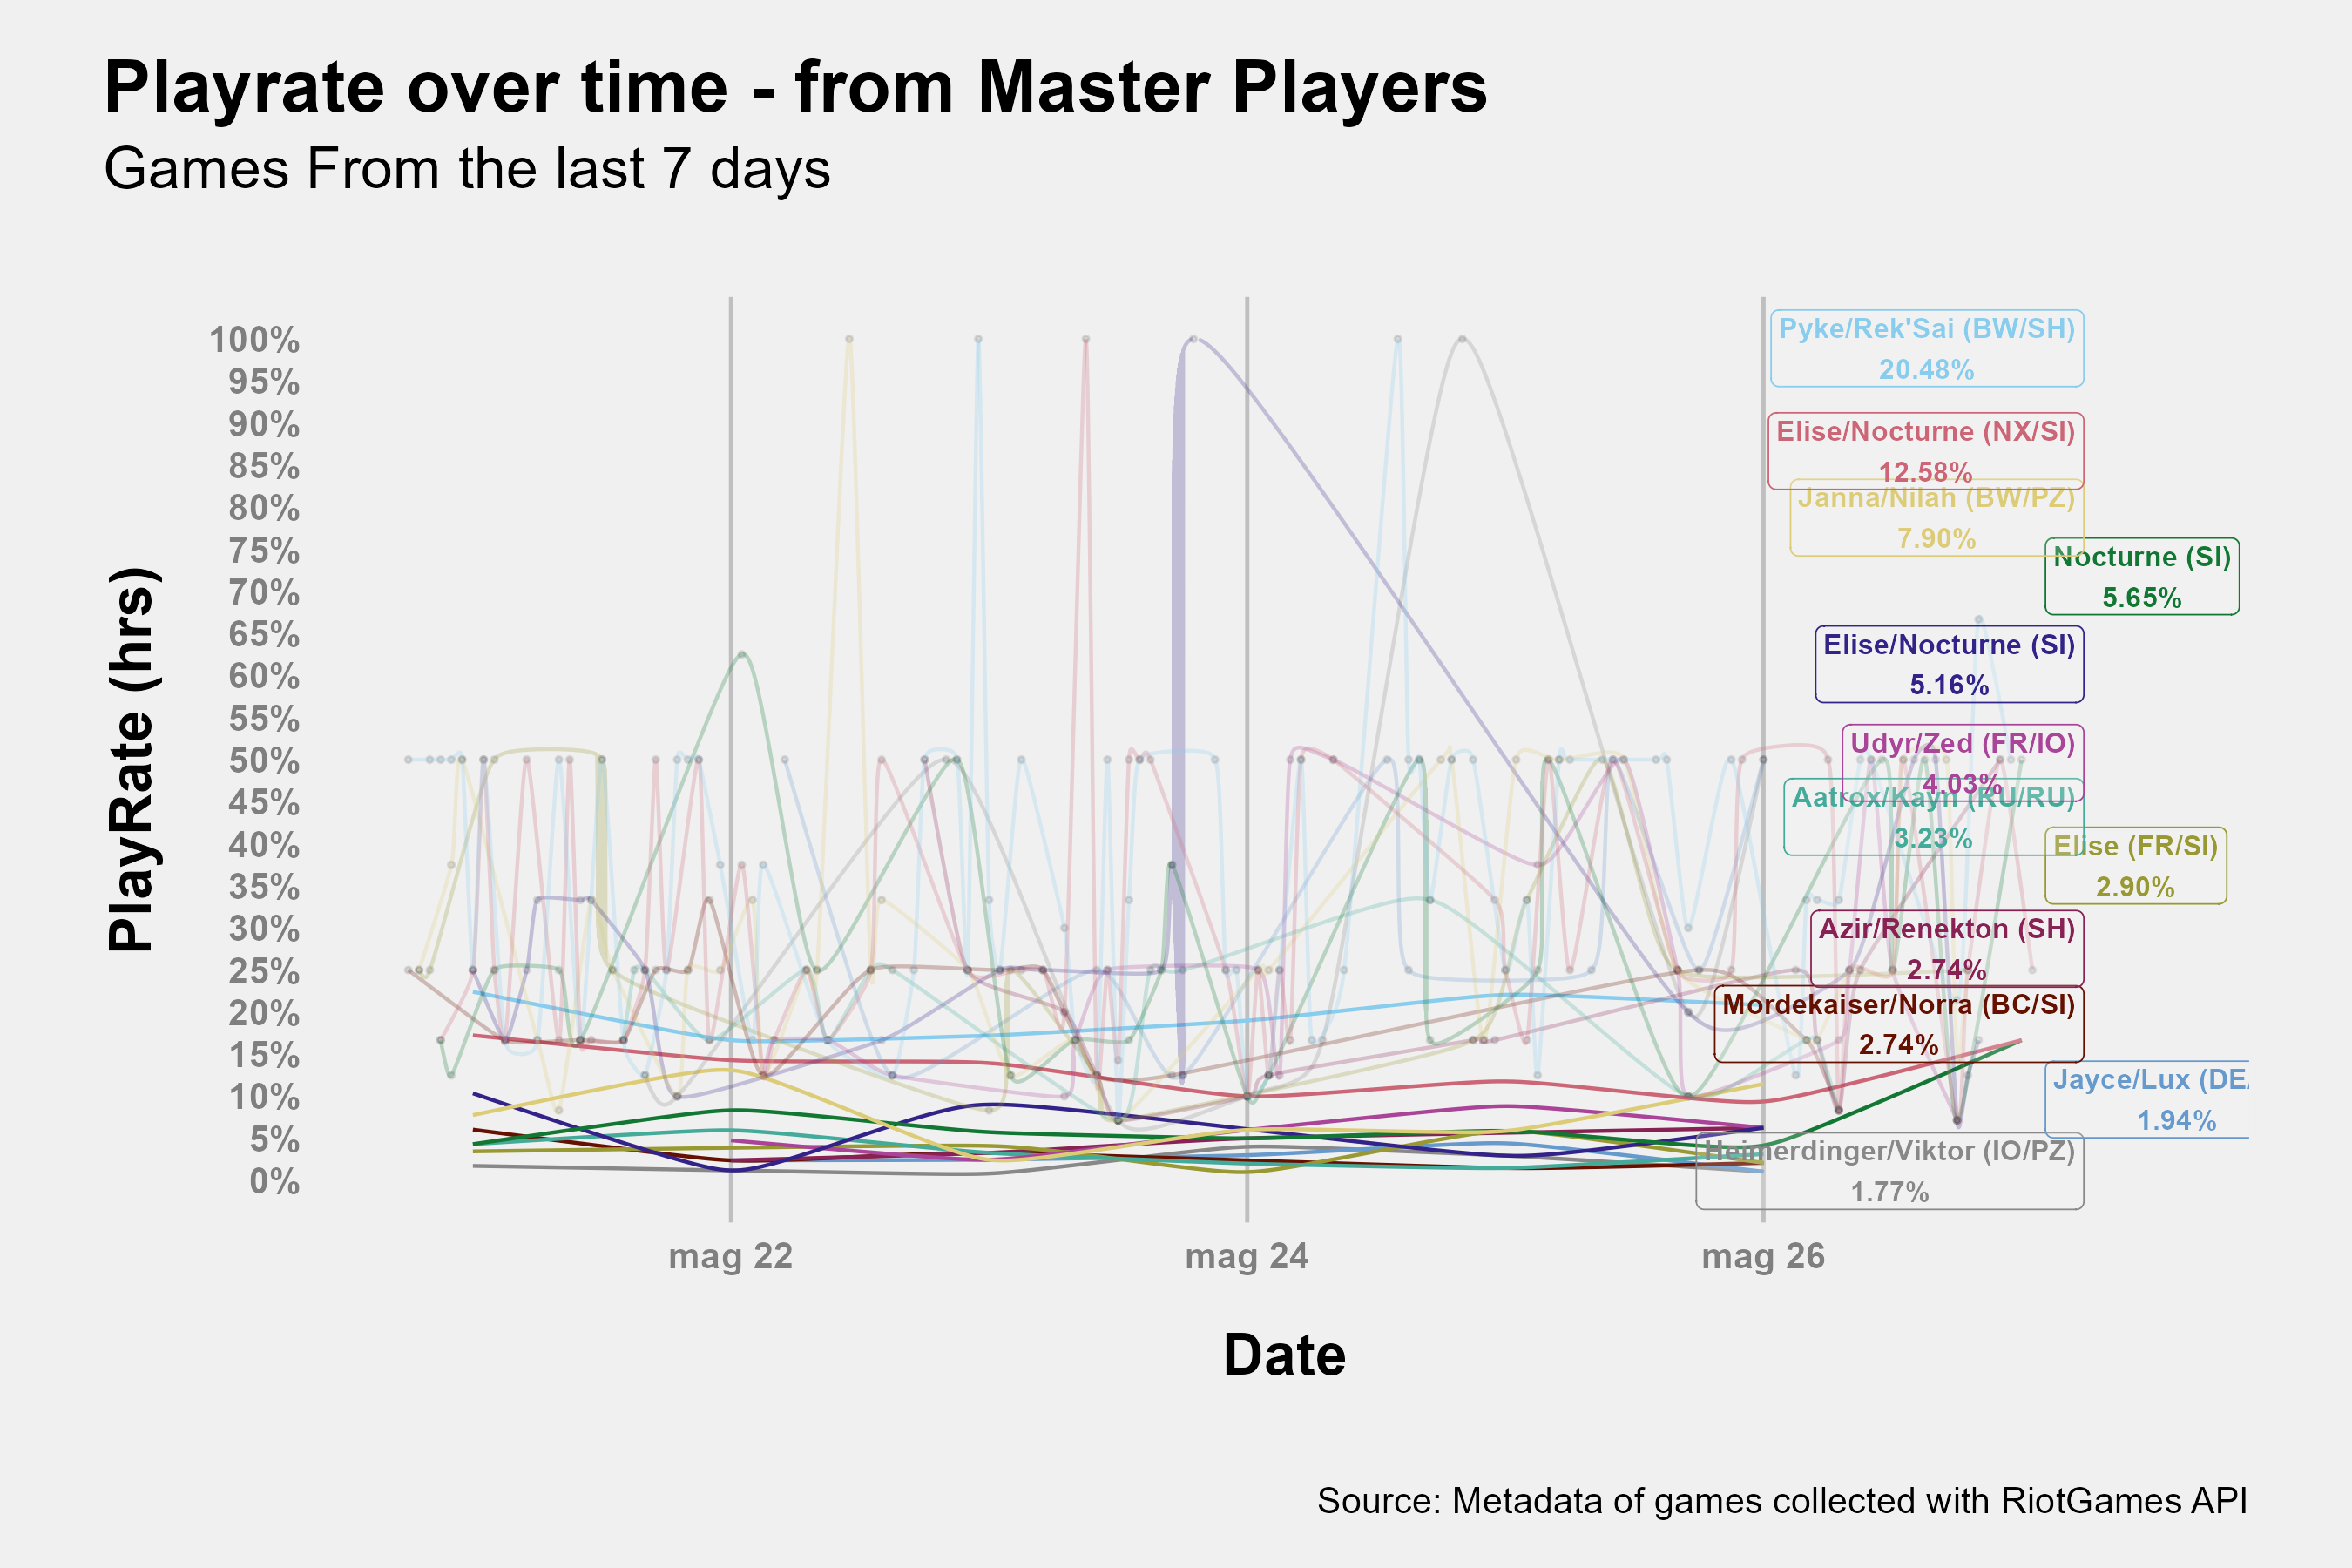 Playrate over time - from Master Players
Games From the last 7 days
PlayRate (hrs)
100%
95%
90%
85%
80%
75%
70%
65%
60%
55%
50%
45%
40%
35%
30%
25%
20%
15%
10%
5%
0%
Pyke/Rek'Sai (BW/SH)
20.48%
Elise/Nocturne (NX/SI)
12.58%
Janna/Nilah (BW/PZ)
7.90%
Nocturne (SI)
5.65%
Elise/Nocturne (SI)
5.16%
Udyr/Zed (FR/IO)
4.03%
Aatrox/Kayn (RU/RU)
3.23%
Elise (FR/SI)
2.90%
Azir/Renekton (SH)
2.74%
Mordekaiser/Norra (BC/SI)
2.74%
Jayce/Lux (DE/
1.94%
Heimerdinger/Viktor (IO/PZ)
1.77%
mag 22
mag 24
mag 26
Date
Source: Metadata of games collected with RiotGames API